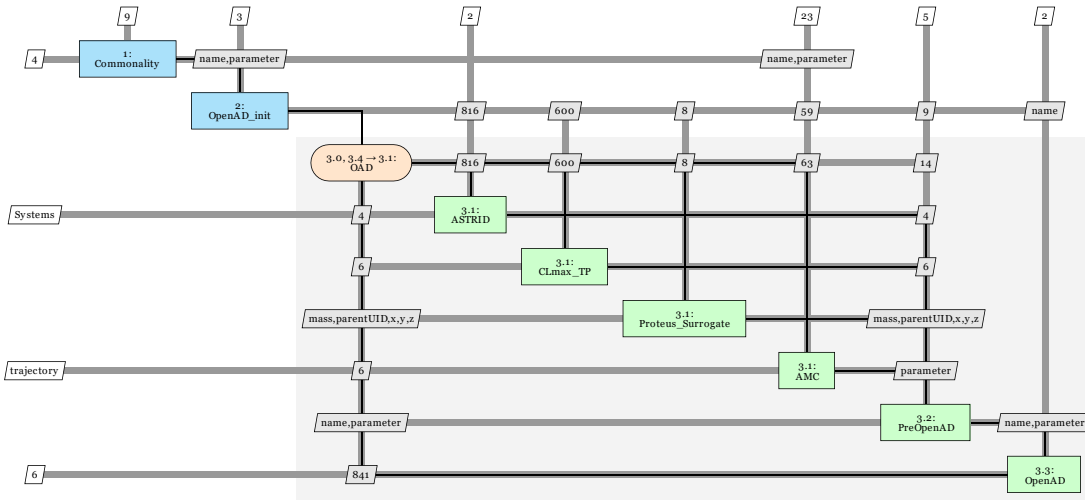 9
3
2
23
5
2
4
1:
Commonality
name,parameter
name,parameter
2:
OpenAD_init
816
600
8
59
9
name
3.0, 3.4 → 3.1:
OAD
816
600
8
63
14
Systems
4
3.1:
ASTRID
4
6
3.1:
CLmax_TP
6
mass,parentUID,x,y,z
3.1:
Proteus_Surrogate
mass,parentUID,x,y,z
trajectory
6
3.1:
AMC
parameter
name,parameter
3.2:
PreOpenAD
name,parameter
6
841
3.3:
OpenAD